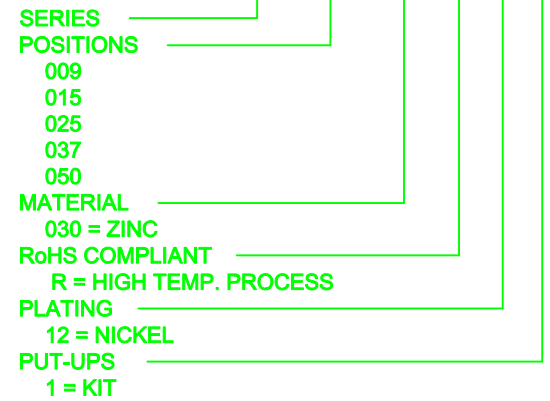 SERIES
POSITIONS
009
015
025
037
050
MATERIAL
030 = ZINC
RoHS COMPLIANT
R = HIGH TEMP. PROCESS
PLATING
12 = NICKEL
PUT-UPS
1 = KIT